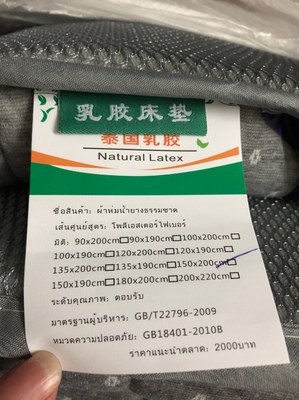 乳胶床垫
泰国乳胶
Natural Latex
ชื่อสินค้า: ผ้าห่มน้ำยางธรรมชาด
เส้นศูนย์สูตร: โพลิเอสเตอร์ไฟเบอร์
มิติ: 90x200cm□90x190cm□100x200cm□
100x190cm□120x200cm□120x190cm□
135x200cm□135x190cm□150x200cm□
150x190cm□180x200cm□200x220cm□
ระดับคุณภาพ: ตอบรับ
มาตรฐานผู้บริหาร: GB/T22796-2009
หมวดความปลอดภัย: GB18401-2010B
ราคาแนะนำตลาด: 2000บาท